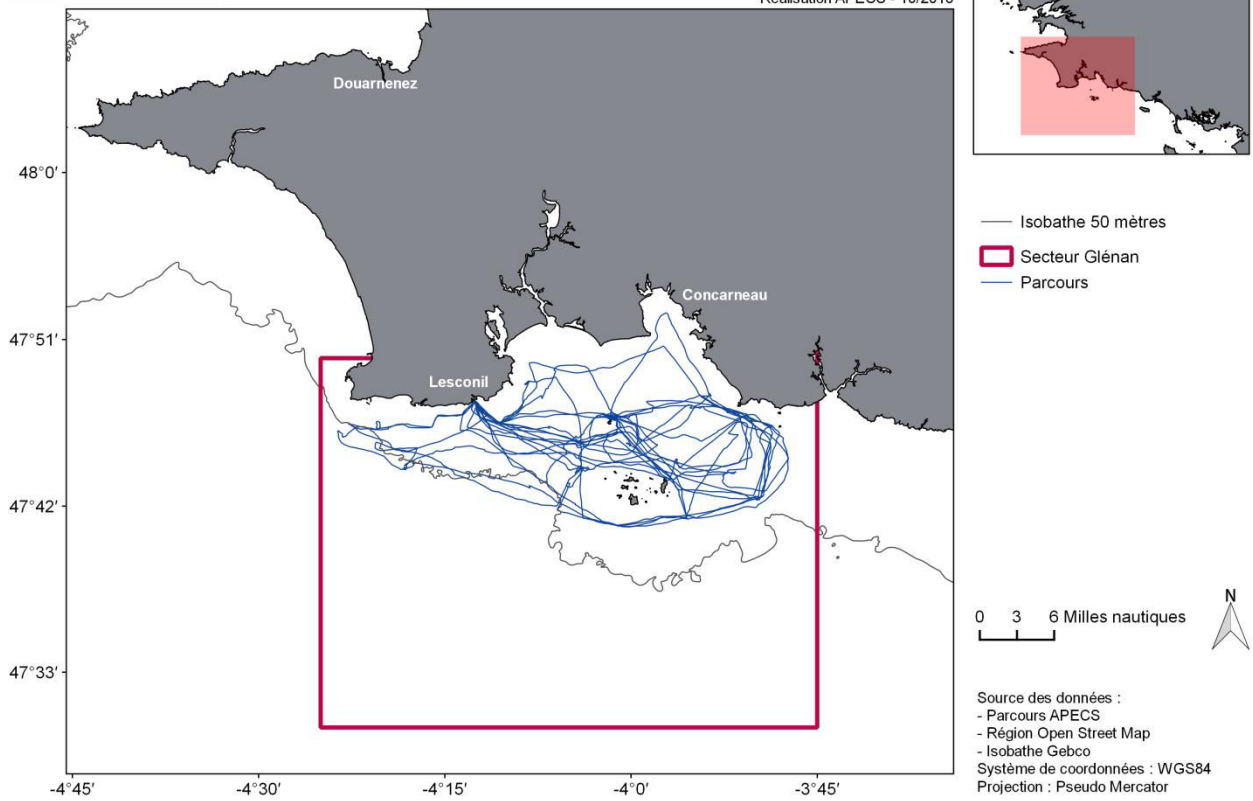 Réalisation APECS - 10/2016
Douarnenez
48°0'
Concarneau
47°51'
Lesconil
47°42'
47°33'
-4°45'
-4°30'
-4°15'
-4°0'
-3°45'
Isobathe 50 mètres
Secteur Glénan
Parcours
N
0 3 6 Milles nautiques
Source des données :
- Parcours APECS
- Région Open Street Map
- Isobathe Gebco
Système de coordonnées : WGS84
Projection : Pseudo Mercator